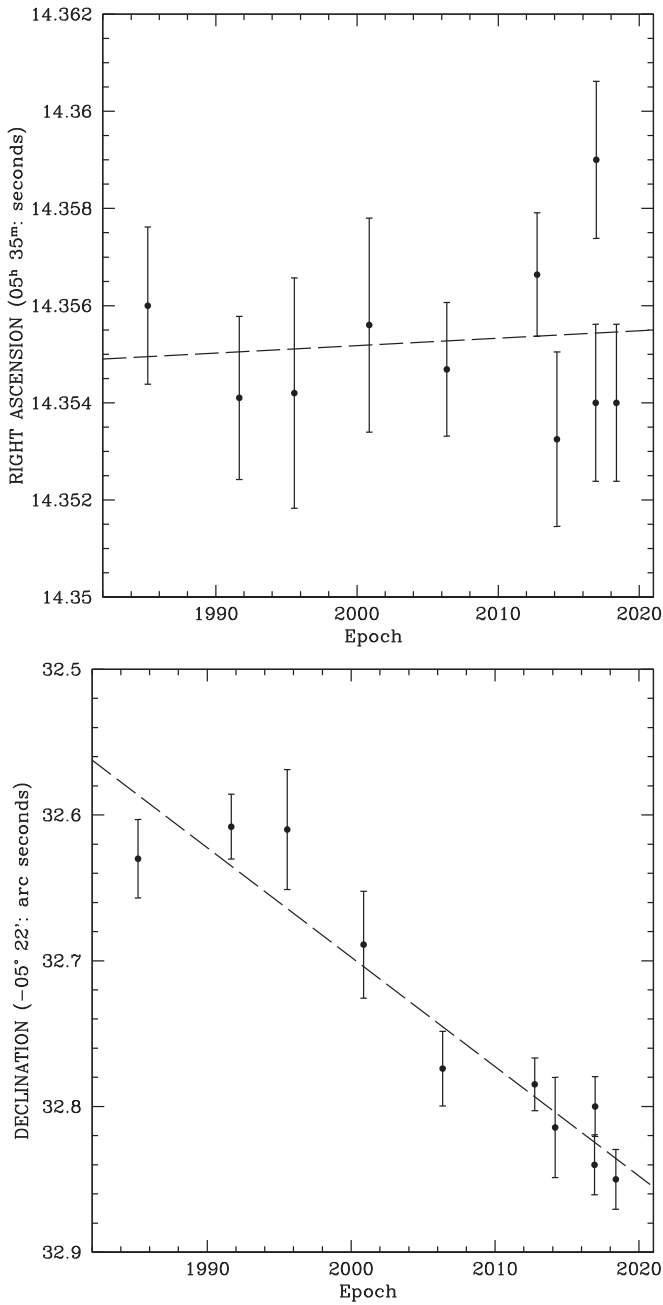 14.362
14.36
14.358
14.356
14.354
14.352
14.35
RIGHT ASCENSION (05ʰ 35ᵐ: seconds)
1990 2000 2010 2020
Epoch
32.5
32.6
32.7
32.8
32.9
DECLINATION (−05° 22': arc seconds)
1990 2000 2010 2020
Epoch